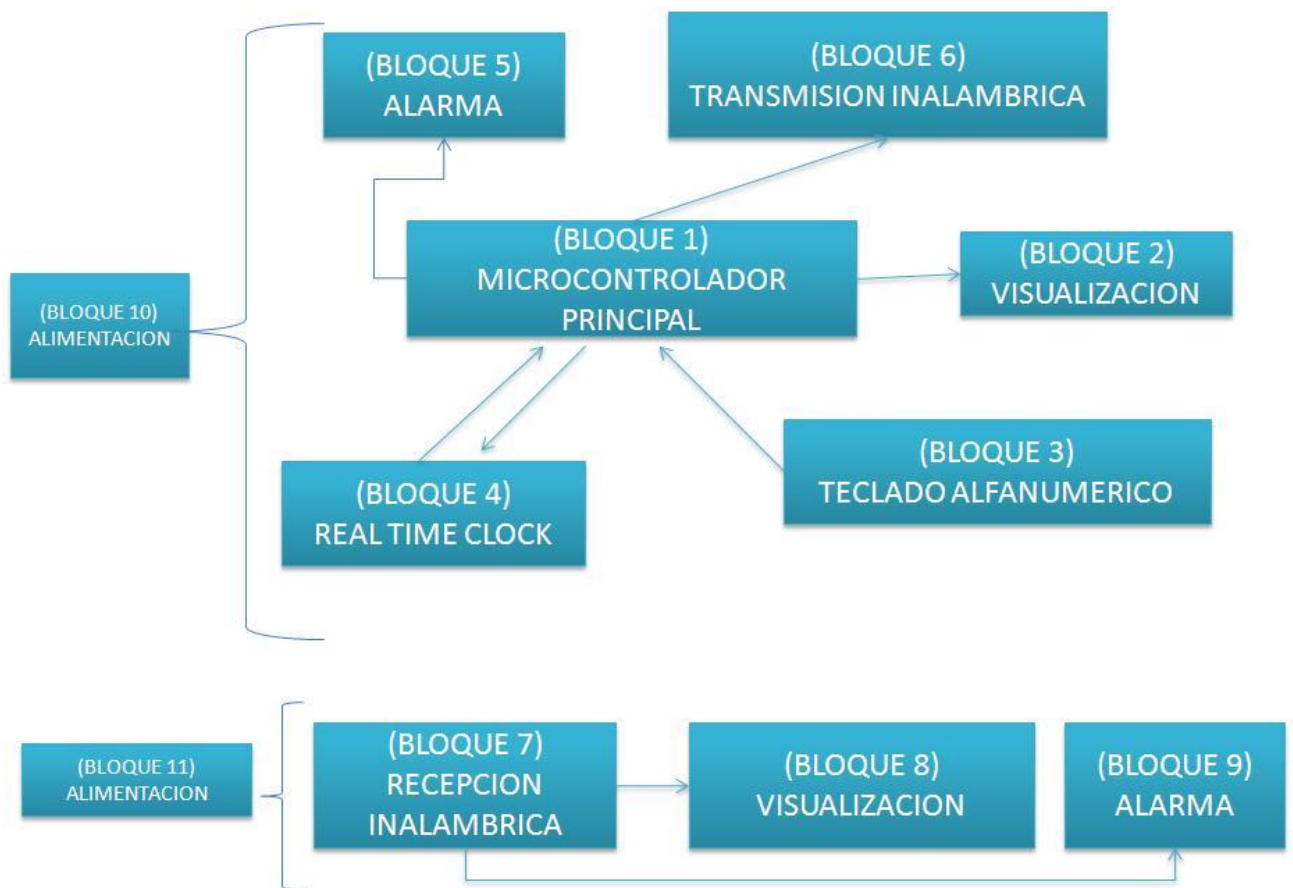 (BLOQUE 5)
ALARMA
(BLOQUE 6)
TRANSMISION INALAMBRICA
(BLOQUE 1)
MICROCONTROLADOR
PRINCIPAL
(BLOQUE 2)
VISUALIZACION
(BLOQUE 10)
ALIMENTACION
(BLOQUE 3)
TECLADO ALFANUMERICO
(BLOQUE 4)
REAL TIME CLOCK
(BLOQUE 11)
ALIMENTACION
(BLOQUE 7)
RECEPCION
INALAMBRICA
(BLOQUE 8)
VISUALIZACION
(BLOQUE 9)
ALARMA